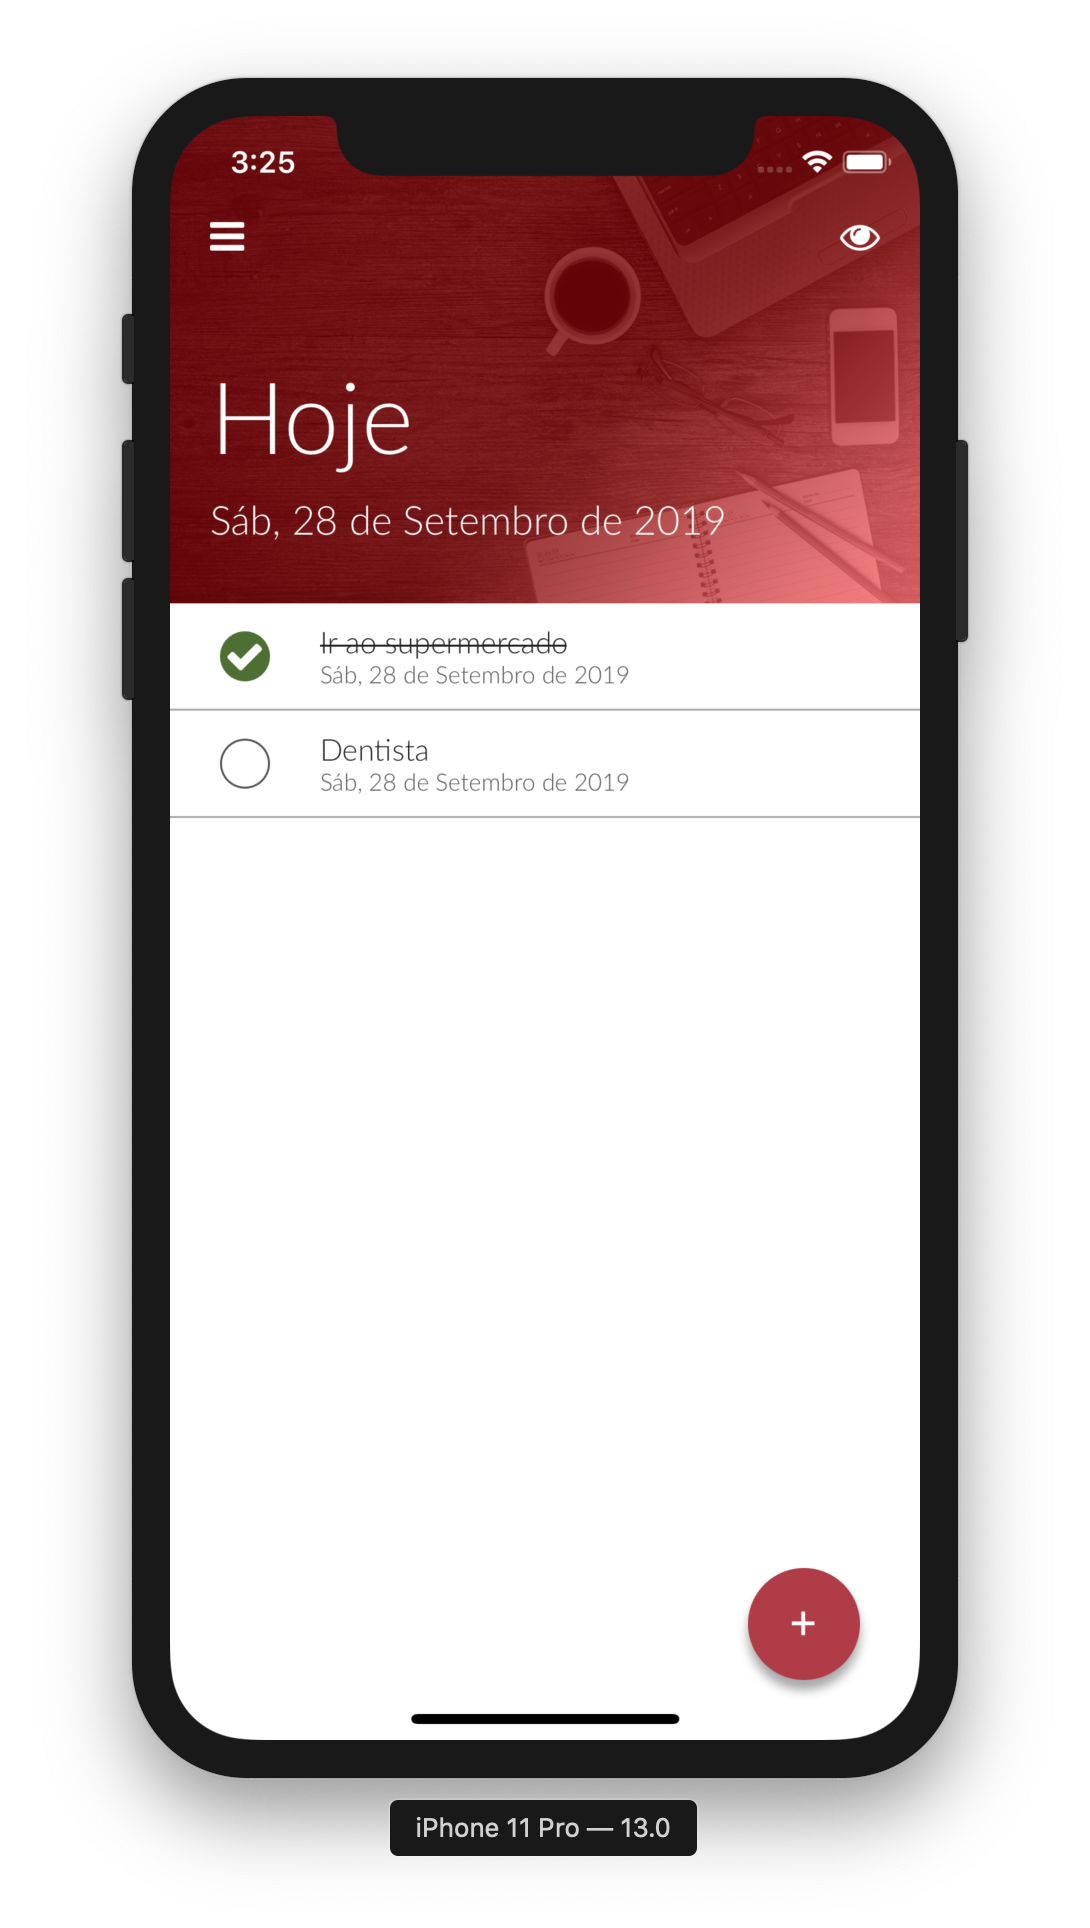 3:25
Hoje
Sáb, 28 de Setembro de 2019
Ir ao supermercado
Sáb, 28 de Setembro de 2019
Dentista
Sáb, 28 de Setembro de 2019
+
iPhone 11 Pro — 13.0